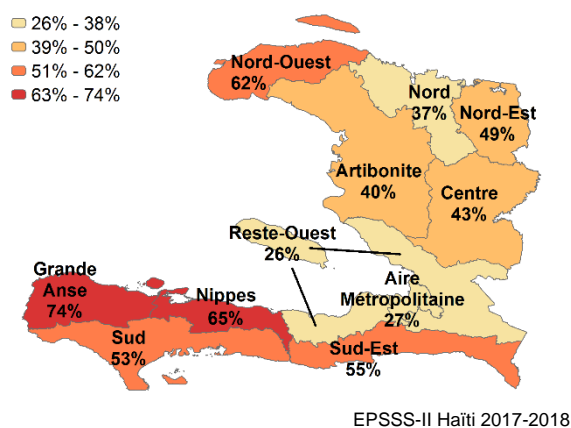 26% - 38%
39% - 50%
51% - 62%
63% - 74%
Nord-Ouest
62%
Nord
37%
Nord-Est
49%
Artibonite
40%
Centre
43%
Reste-Ouest
26%
Aire
Métropolitaine
27%
Grande
Anse
74%
Nippes
65%
Sud
53%
Sud-Est
55%
EPSSS-II Haïti 2017-2018